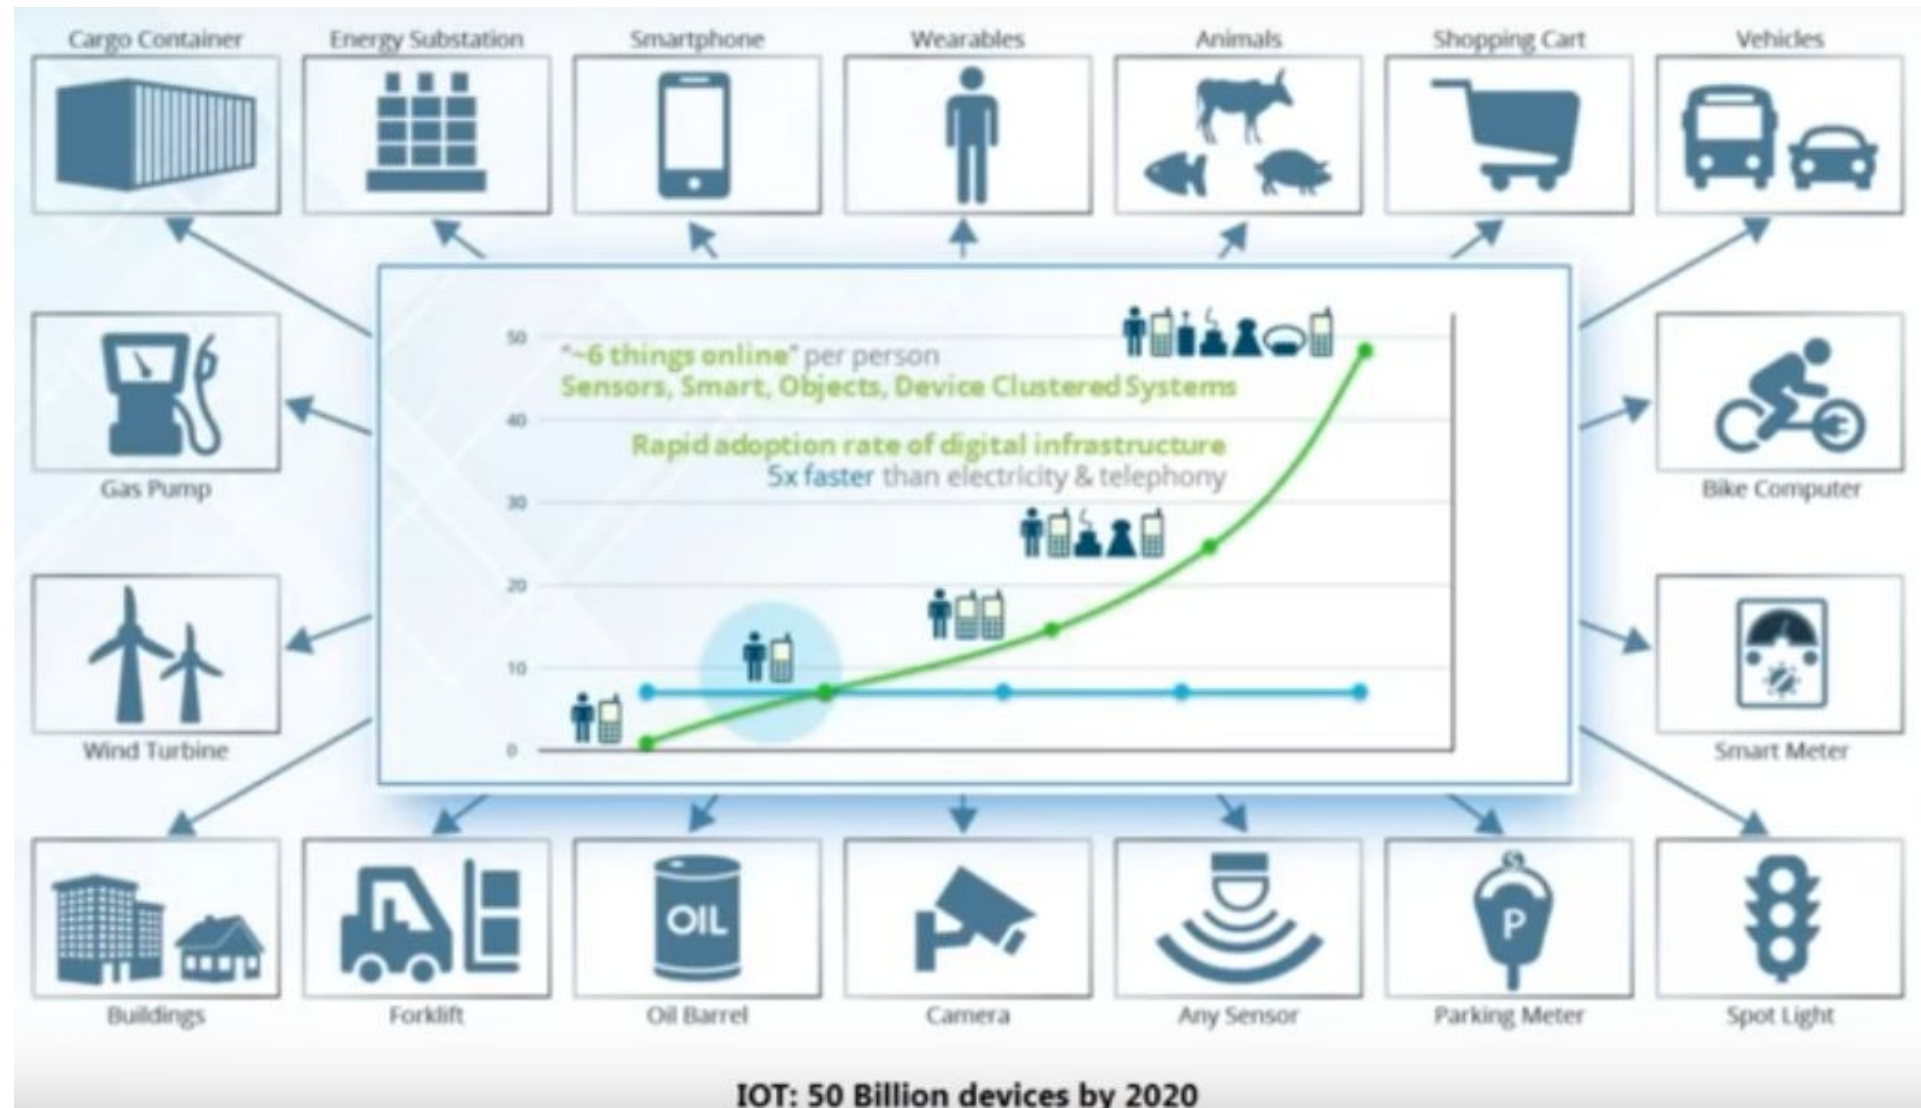 Cargo Container
Energy Substation
Smartphone
Wearables
Animals
Shopping Cart
Vehicles
50
"~6 things online" per person
Sensors, Smart, Objects, Device Clustered Systems
40
Rapid adoption rate of digital infrastructure
5x faster than electricity & telephony
30
20
10
0
Gas Pump
Bike Computer
Wind Turbine
Smart Meter
OIL
S
P
Buildings
Forklift
Oil Barrel
Camera
Any Sensor
Parking Meter
Spot Light
IOT: 50 Billion devices by 2020